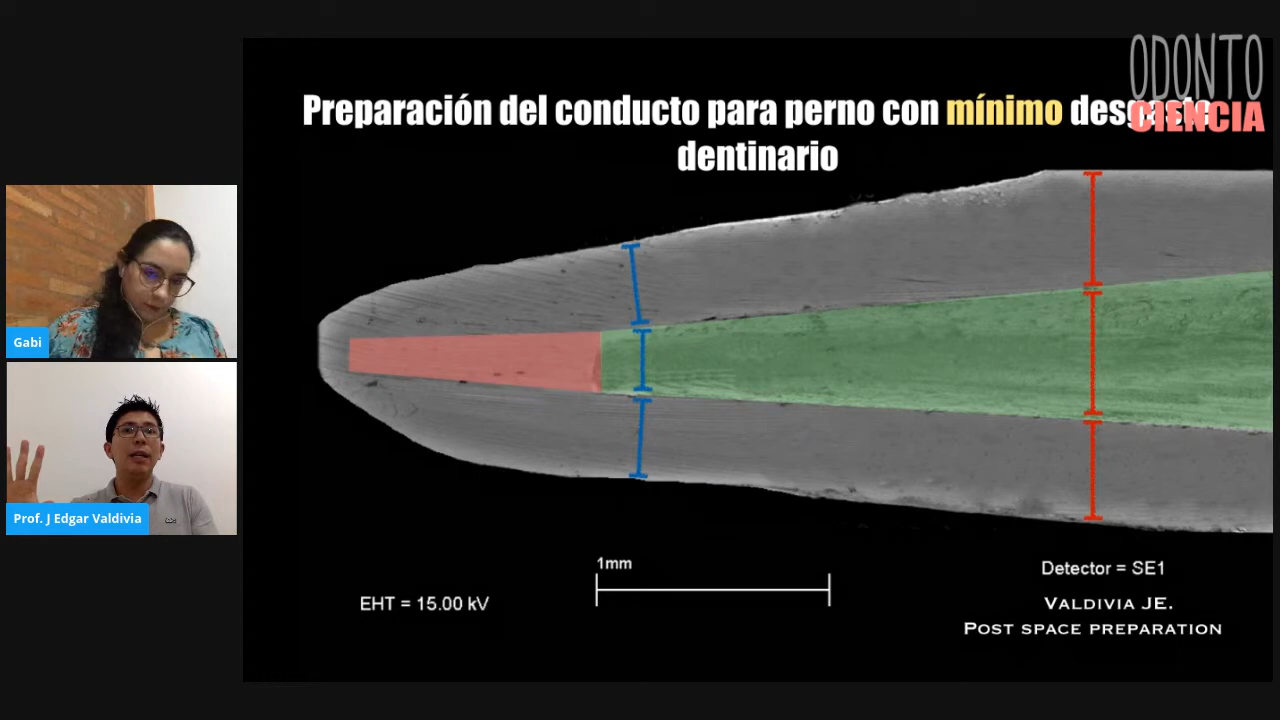 ODONTO
CIENCIA
Preparación del conducto para perno con mínimo desgaste
dentinario
Gabi
Prof. J Edgar Valdivia
1mm
EHT = 15.00 kV
Detector = SE1
VALDIVIA JE.
POST SPACE PREPARATION